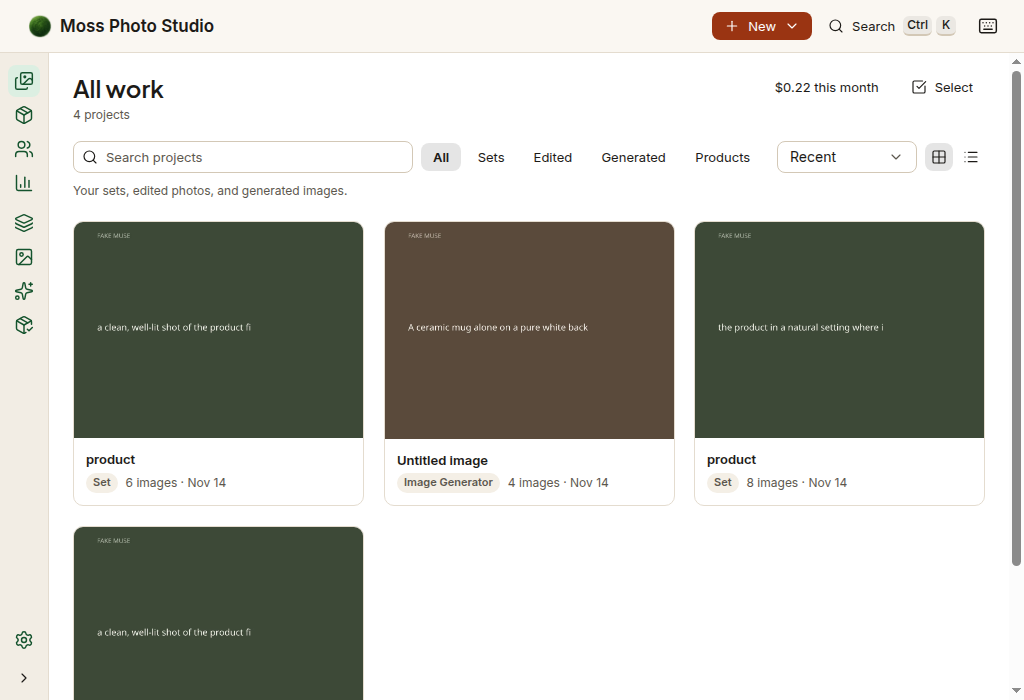 Moss Photo Studio
New
Search Ctrl K
All work
4 projects
$0.22 this month
Select
Search projects
All
Sets
Edited
Generated
Products
Recent
Your sets, edited photos, and generated images.
FAKE MUSE
a clean, well-lit shot of the product fi
product
Set 6 images · Nov 14
FAKE MUSE
A ceramic mug alone on a pure white back
Untitled image
Image Generator 4 images · Nov 14
FAKE MUSE
the product in a natural setting where i
product
Set 8 images · Nov 14
FAKE MUSE
a clean, well-lit shot of the product fi